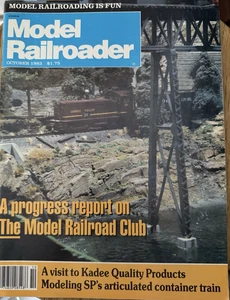 MODEL RAILROADING IS FUN
Model
Railroader
OCTOBER 1982 $1.75
A progress report on
The Model Railroad Club
A visit to Kadee Quality Products
Modeling SP's articulated container train